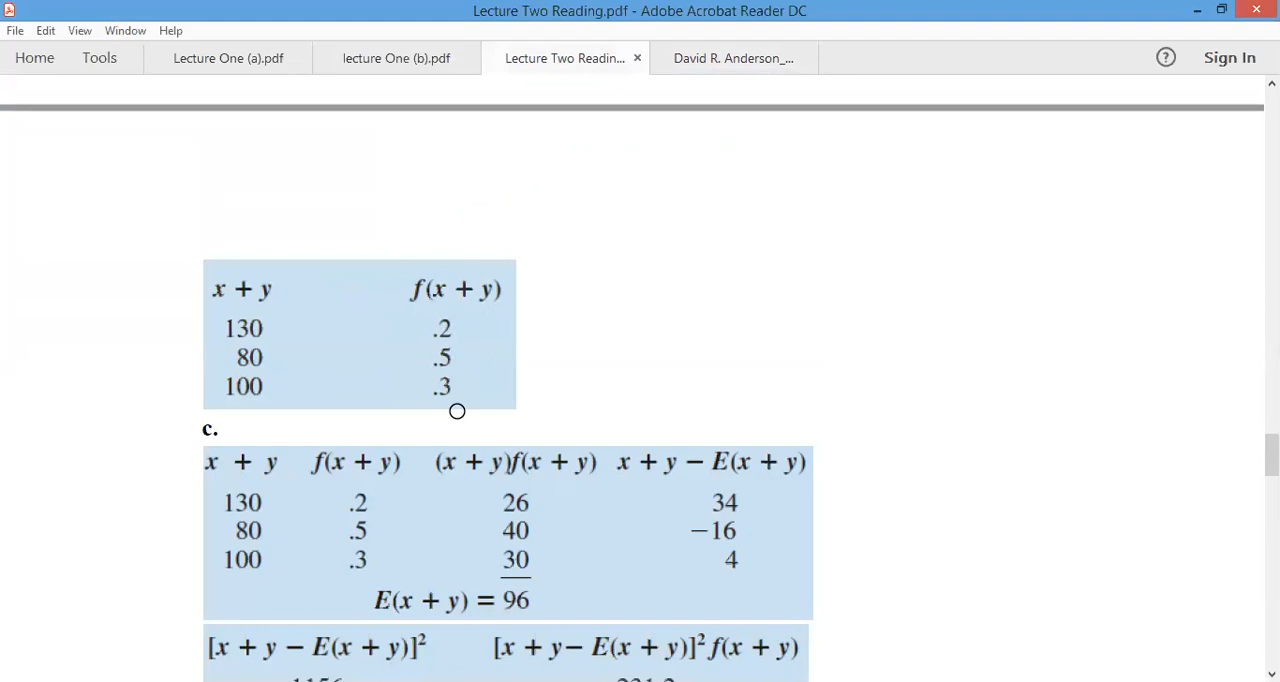 Lecture Two Reading.pdf - Adobe Acrobat Reader DC
File Edit View Window Help
Home Tools Lecture One (a).pdf lecture One (b).pdf Lecture Two Readin... × David R. Anderson_... ? Sign In
x + y f(x + y)
130 .2
80 .5
100 .3
c.
x + y f(x + y) (x + y)f(x + y) x + y − E(x + y)
130 .2 26 34
80 .5 40 −16
100 .3 30 4
E(x + y) = 96
[x + y − E(x + y)]² [x + y− E(x + y)]² f(x + y)